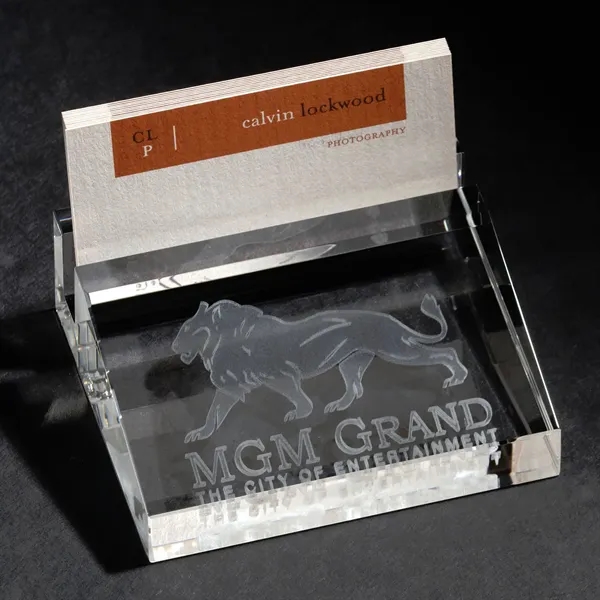 CL
P
calvin lockwood
PHOTOGRAPHY
MGM GRAND
THE CITY OF ENTERTAINMENT